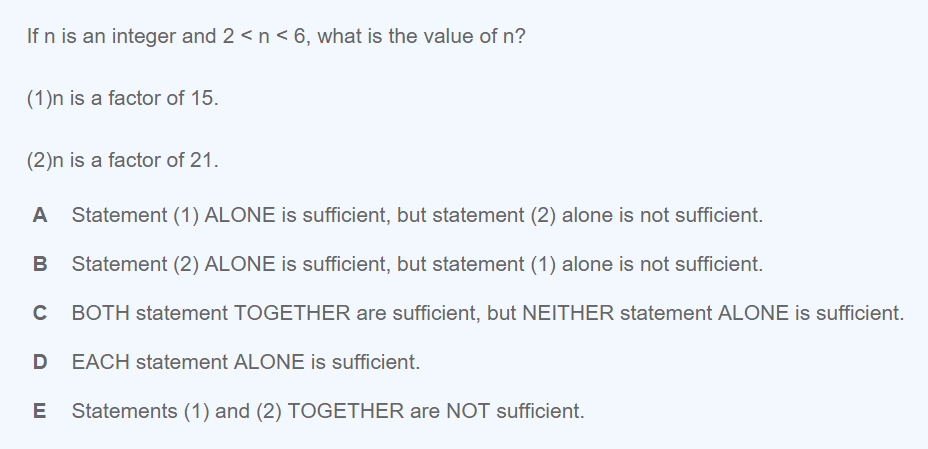 If n is an integer and 2 < n < 6, what is the value of n?
(1)n is a factor of 15.
(2)n is a factor of 21.
A Statement (1) ALONE is sufficient, but statement (2) alone is not sufficient.
B Statement (2) ALONE is sufficient, but statement (1) alone is not sufficient.
C BOTH statement TOGETHER are sufficient, but NEITHER statement ALONE is sufficient.
D EACH statement ALONE is sufficient.
E Statements (1) and (2) TOGETHER are NOT sufficient.